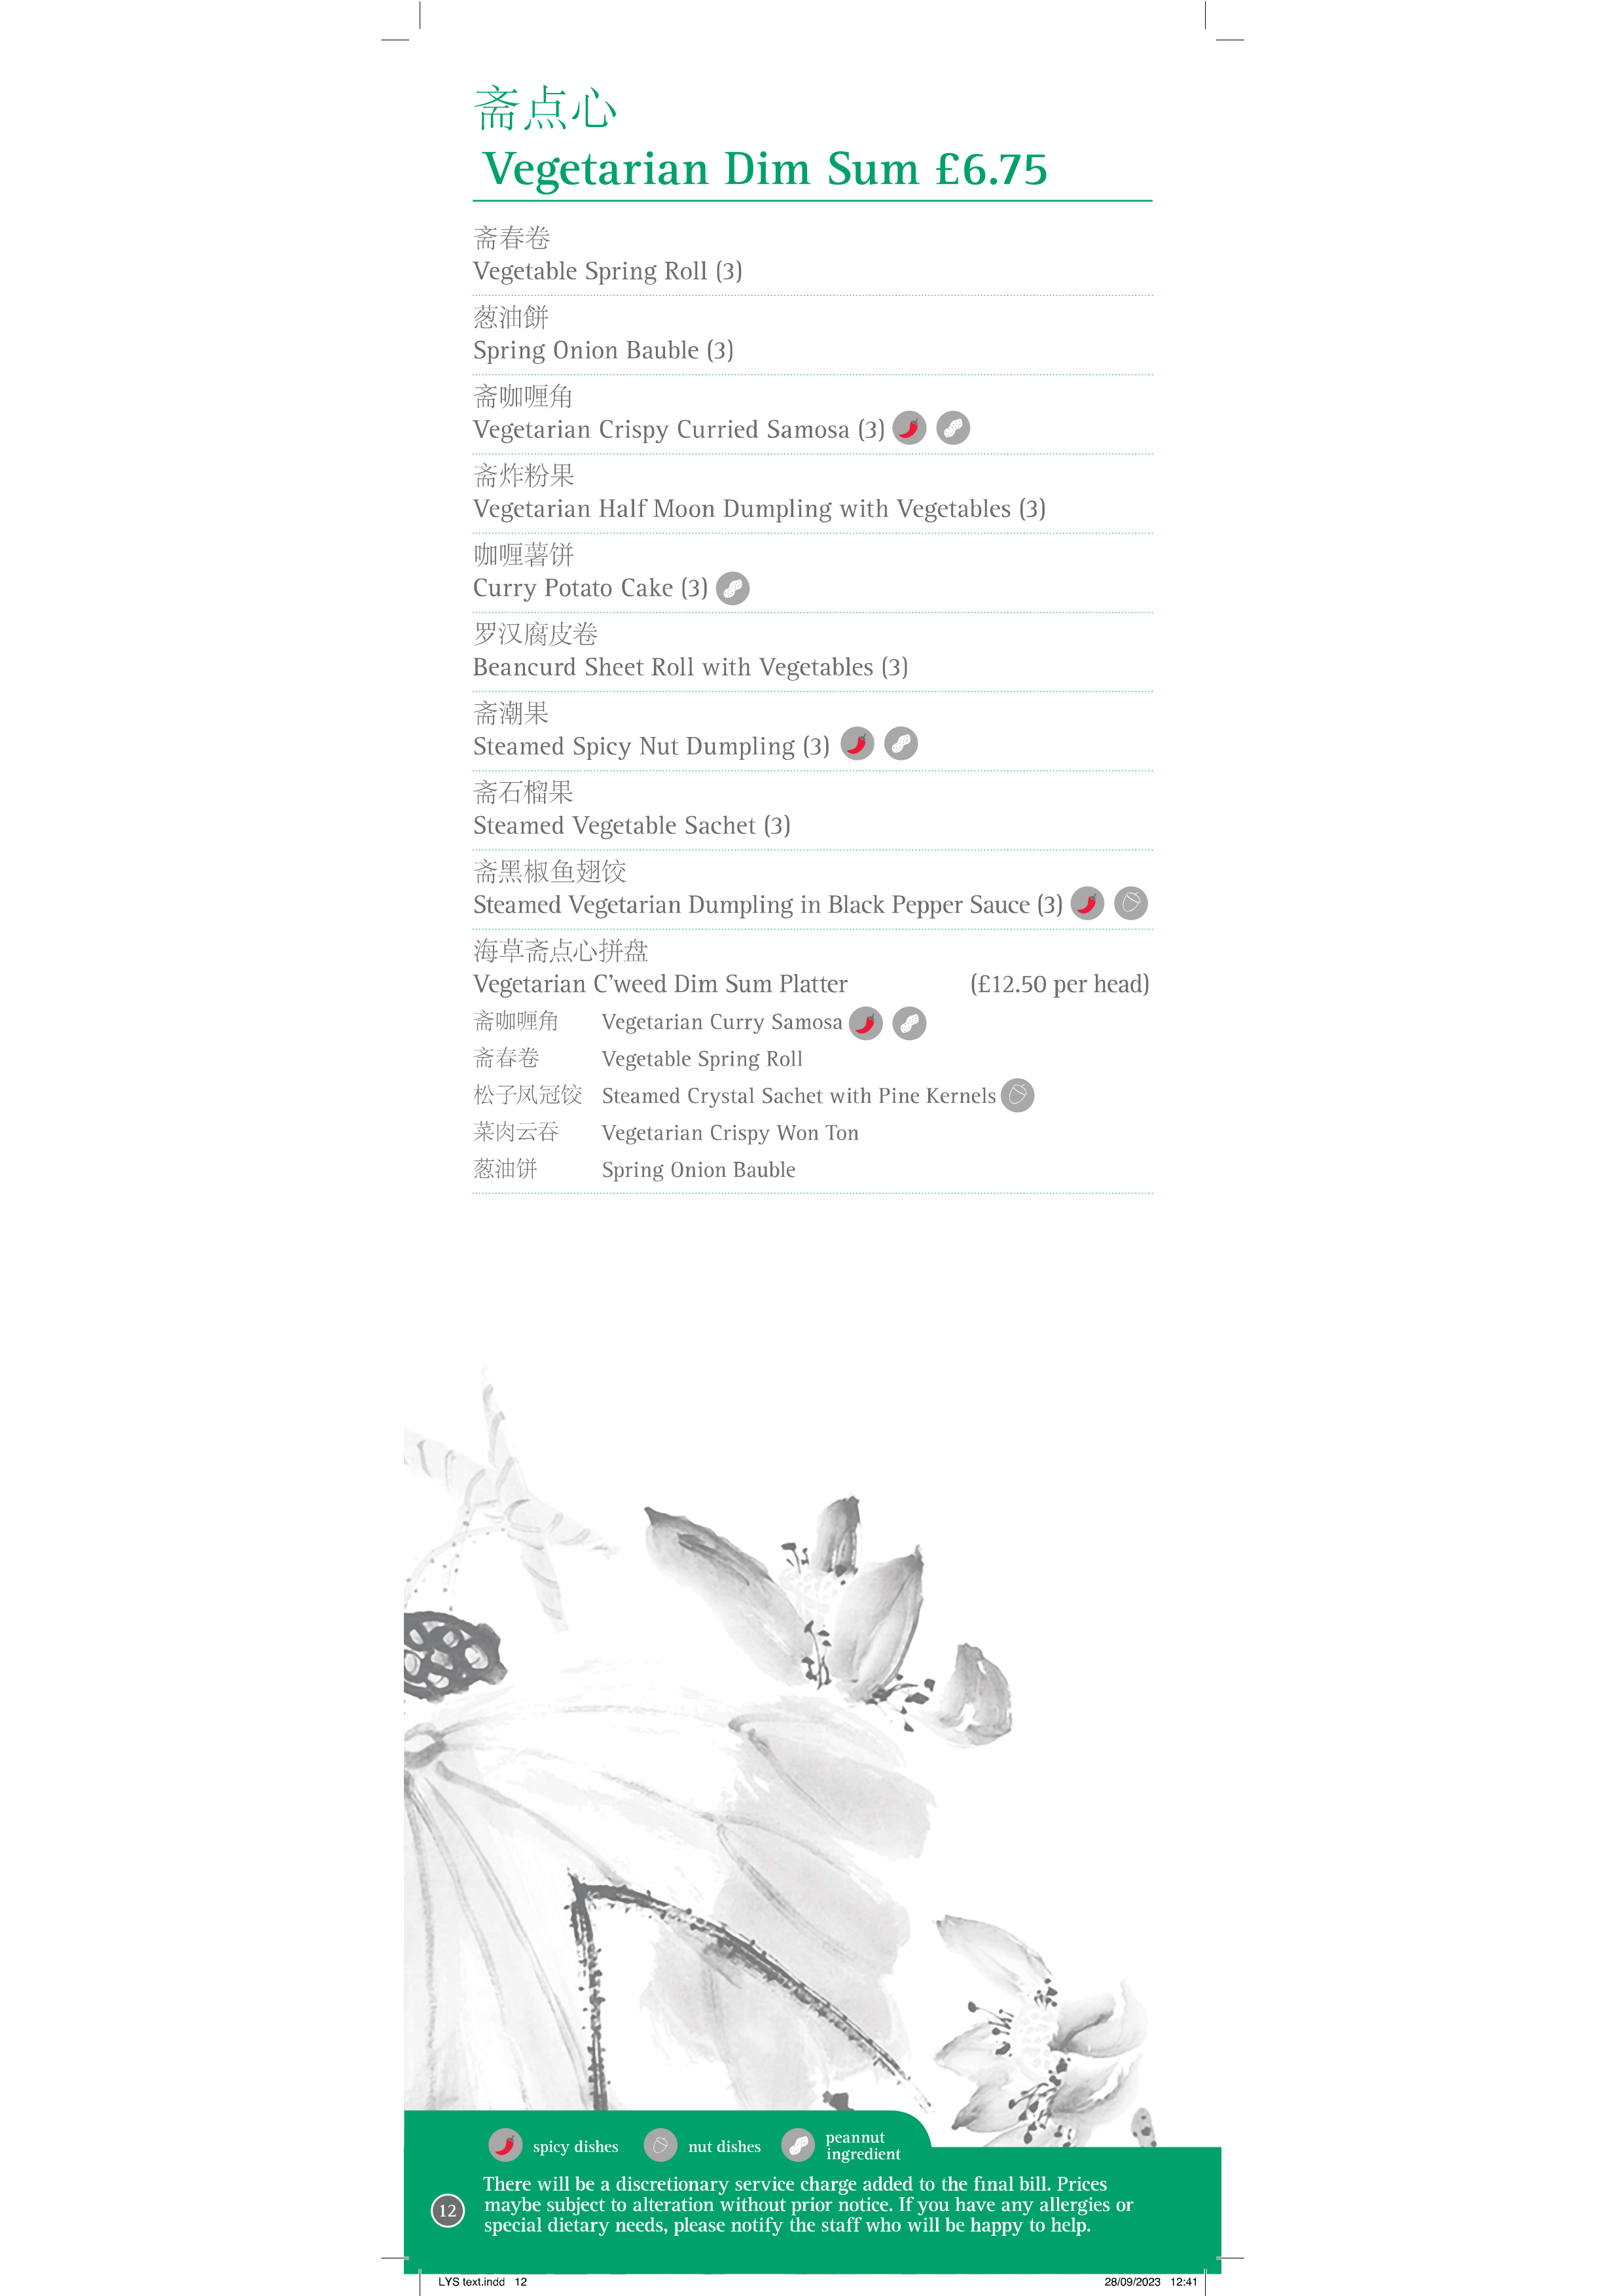 斋点心
Vegetarian Dim Sum £6.75
斋春卷
Vegetable Spring Roll (3)
葱油餅
Spring Onion Bauble (3)
斋咖喱角
Vegetarian Crispy Curried Samosa (3)
斋炸粉果
Vegetarian Half Moon Dumpling with Vegetables (3)
咖喱薯饼
Curry Potato Cake (3)
罗汉腐皮卷
Beancurd Sheet Roll with Vegetables (3)
斋潮果
Steamed Spicy Nut Dumpling (3)
斋石榴果
Steamed Vegetable Sachet (3)
斋黑椒鱼翅饺
Steamed Vegetarian Dumpling in Black Pepper Sauce (3)
海草斋点心拼盘
Vegetarian C’weed Dim Sum Platter (£12.50 per head)
斋咖喱角 Vegetarian Curry Samosa
斋春卷 Vegetable Spring Roll
松子凤冠饺 Steamed Crystal Sachet with Pine Kernels
菜肉云吞 Vegetarian Crispy Won Ton
葱油饼 Spring Onion Bauble
spicy dishes nut dishes peannut
ingredient
There will be a discretionary service charge added to the final bill. Prices
12 maybe subject to alteration without prior notice. If you have any allergies or
special dietary needs, please notify the staff who will be happy to help.
LYS text.indd 12 28/09/2023 12:41